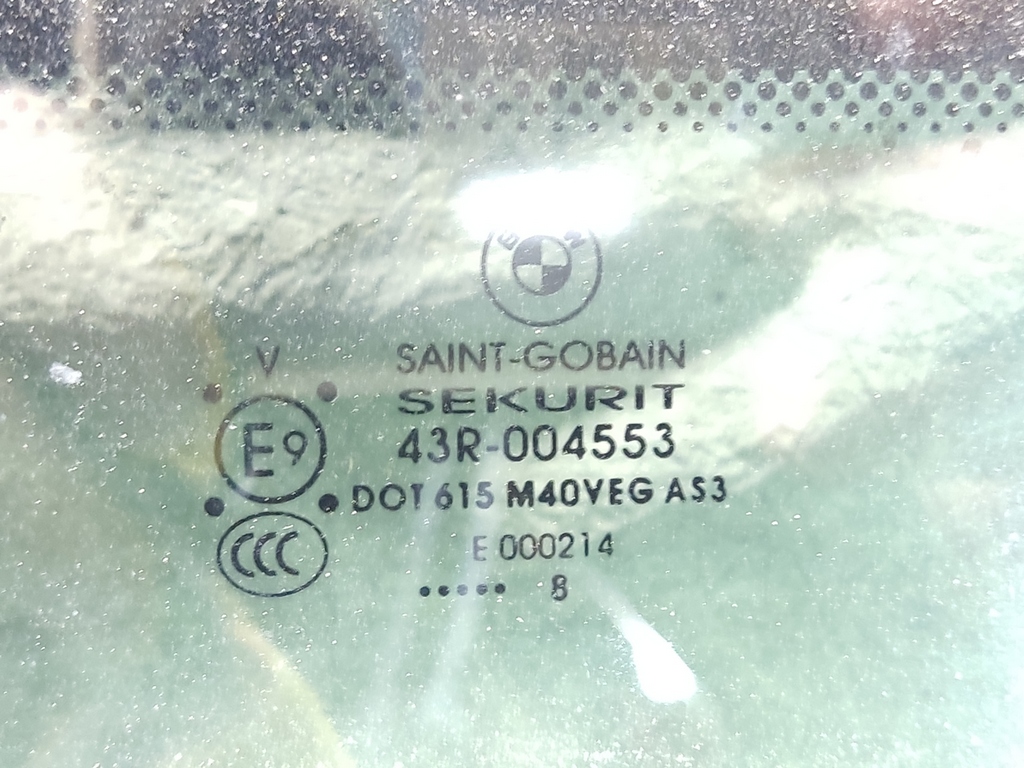 V
SAINT-GOBAIN
SEKURIT
E9
43R-004553
DOT 615 M40VEG AS3
CCC
E 000214
..... 8